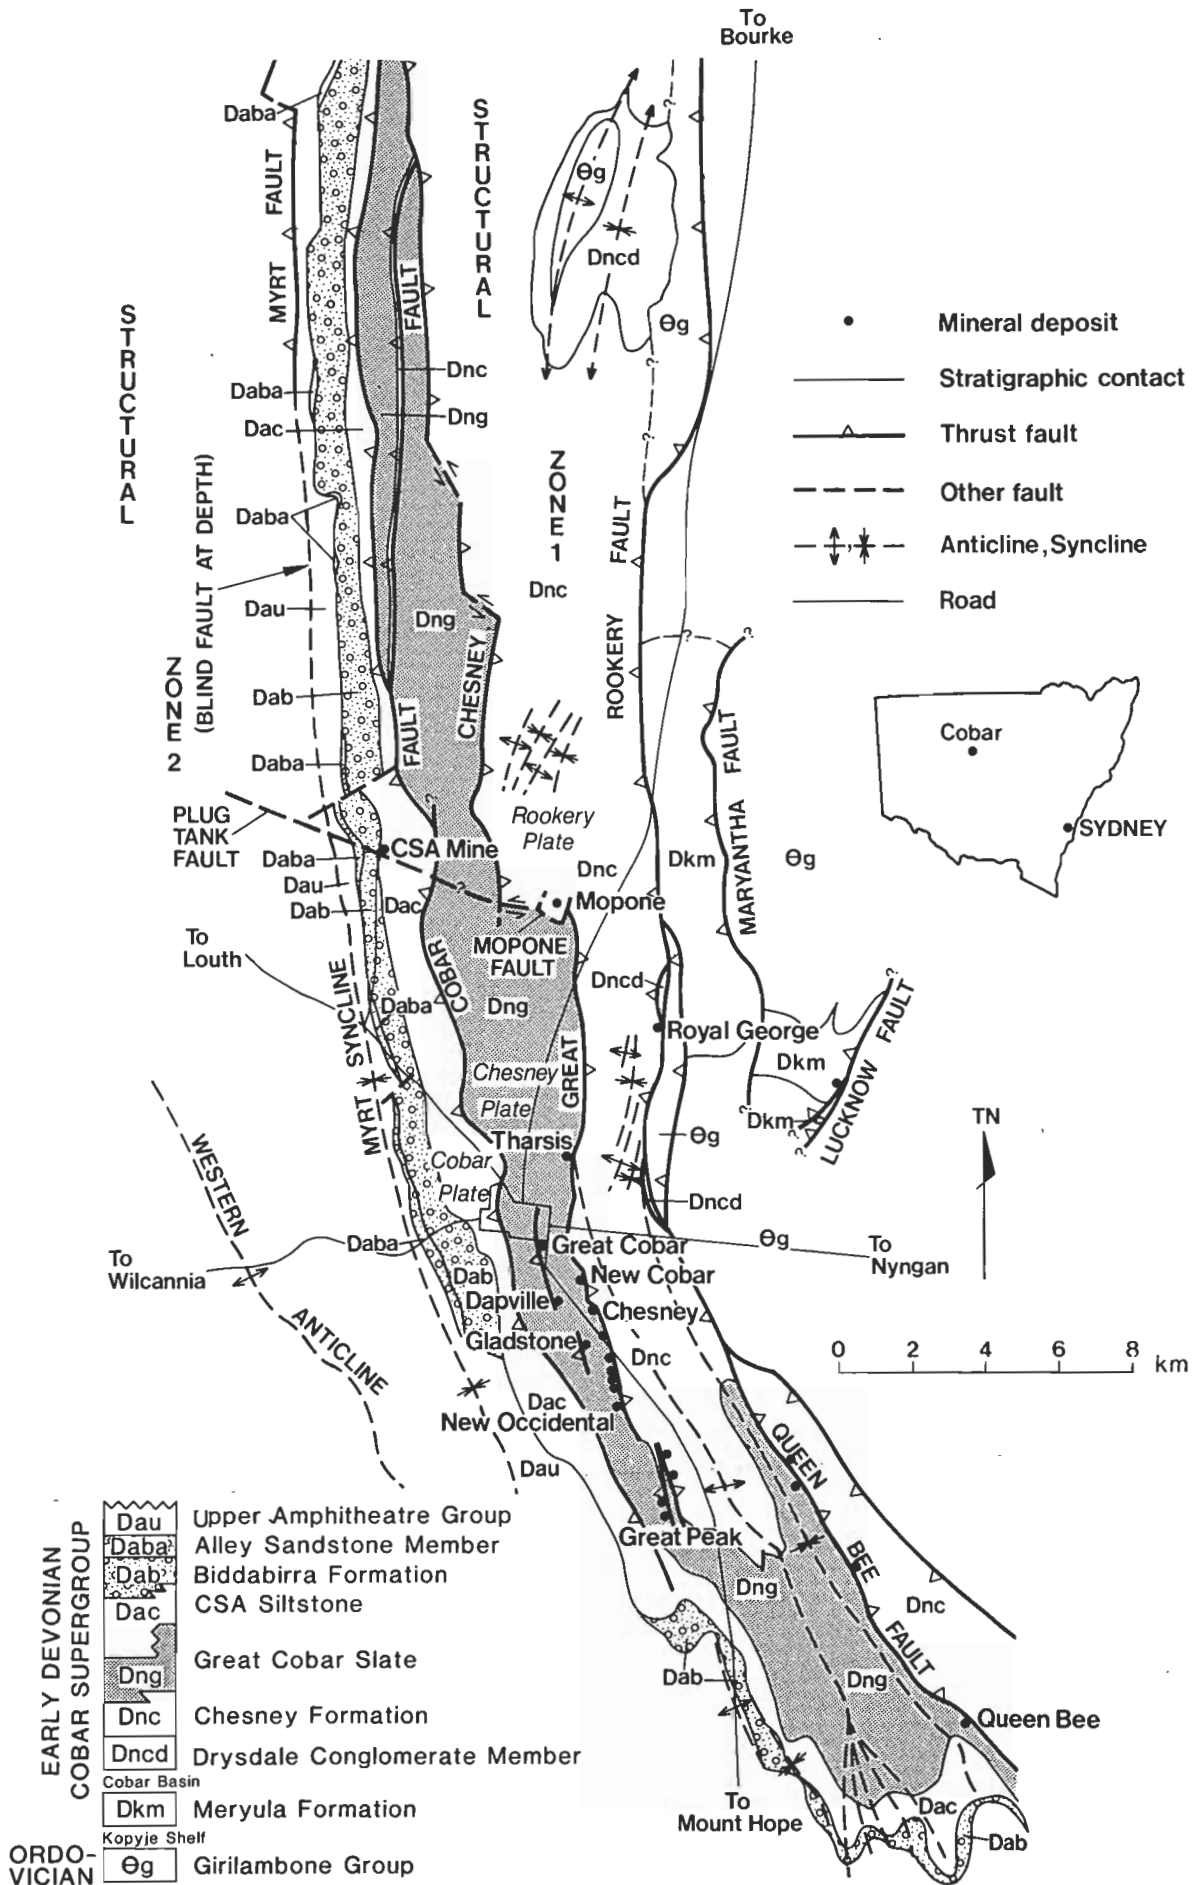 To
Bourke
Daba
FAULT
MYRT
STRUCTURAL
Өg
Dncd
Өg
STRUCTURAL
FAULT
Dnc
Dng
Daba
Dac
(BLIND FAULT AT DEPTH)
ZONE 1
FAULT
ROOKERY
Daba
Dnc
Dau
Dng
CHESNEY
ZONE 2
Dab
FAULT
Daba
PLUG
TANK
FAULT
Rookery
Plate
MARYANTHA FAULT
Dkm
Өg
Daba
CSA Mine
Dau
Dab
Dac
Dnc
Mopone
MOPONE
FAULT
To
Louth
MYRT SYNCLINE
COBAR
Daba
Dng
Dncd
Royal George
GREAT
Chesney
Plate
Dkm
Dkm
LUCKNOW FAULT
Tharsis
Cobar
Plate
Өg
Dncd
WESTERN
ANTICLINE
To
Wilcannia
Daba
Өg
To
Nyngan
Great Cobar
Dab
New Cobar
Dapville
Chesney
Gladstone
Dnc
Dac
New Occidental
Dau
QUEEN
BEE
FAULT
Great Peak
Dng
Dnc
Dab
Dng
Queen Bee
To
Mount Hope
Dac
Dab
Mineral deposit
Stratigraphic contact
Thrust fault
Other fault
Anticline, Syncline
Road
Cobar
SYDNEY
TN
0 2 4 6 8 km
EARLY DEVONIAN
COBAR SUPERGROUP
Dau Upper Amphitheatre Group
Daba Alley Sandstone Member
Dab Biddabirra Formation
Dac CSA Siltstone
Dng Great Cobar Slate
Dnc Chesney Formation
Dncd Drysdale Conglomerate Member
Cobar Basin
Dkm Meryula Formation
Kopyje Shelf
ORDO-
VICIAN
Өg Girilambone Group